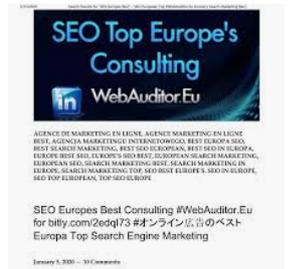 SEO Top Europe's
Consulting
in WebAuditor.Eu
AGENCE DE MARKETING EN LIGNE, AGENCE MARKETING EN LIGNE
BEST, AGENCJA MARKETINGU INTERNETOWEGO, BEST EUROPA SEO,
BEST SEARCH MARKETING, BEST SEO EUROPEAN, BEST SEO IN EUROPA,
EUROPE BEST SEO, EUROPE'S SEO BEST, EUROPEAN SEARCH MARKETING,
EUROPEAN SEO, SEARCH MARKETING BEST, SEARCH MARKETING IN
EUROPE, SEARCH MARKETING TOP, SEO BEST EUROPE'S, SEO IN EUROPE,
SEO TOP EUROPEAN, TOP SEO EUROPE
SEO Europes Best Consulting #WebAuditor.Eu
for bitly.com/2edqI73 #オンライン広告のベスト
Europa Top Search Engine Marketing
January 5, 2020 ~ 10 Comments